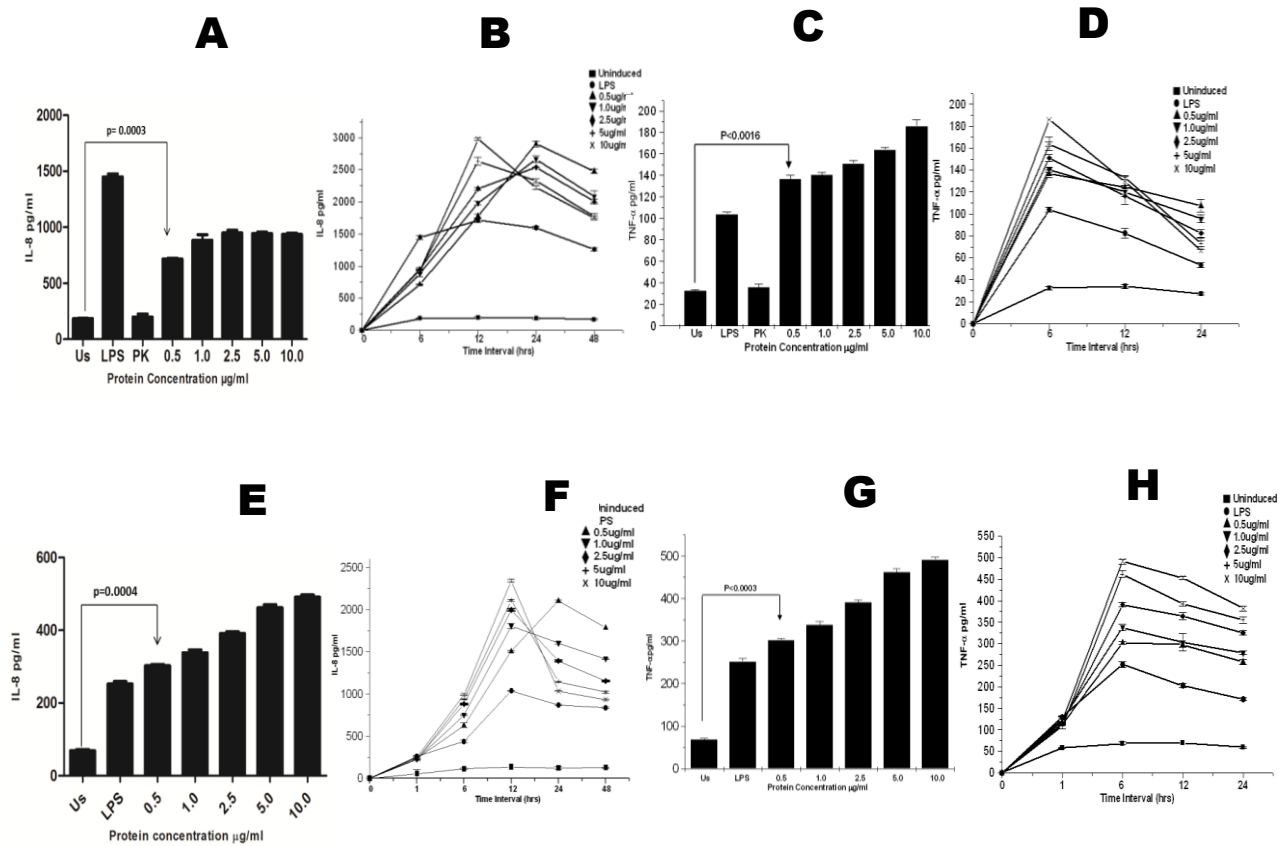 A
B
C
D
p= 0.0003
IL-8 pg/ml
2000
1500
1000
500
0
Us LPS PK 0.5 1.0 2.5 5.0 10.0
Protein Concentration µg/ml
Uninduced
LPS
0.5ug/
1.0ug/m
2.5ug/
5ug/ml
10ug/m
IL-8 pg/ml
3000
2500
2000
1500
1000
500
0
0 6 12 24 48
Time Interval (hrs)
P<0.0016
TNF-α pg/ml
200
180
160
140
120
100
80
60
40
20
0
Us LPS PK 0.5 1.0 2.5 5.0 10.0
Protein Concentration µg/ml
Uninduced
LPS
0.5ug/ml
1.0ug/ml
2.5ug/ml
5ug/ml
10ug/ml
TNF-α pg/ml
200
180
160
140
120
100
80
60
40
20
0
0 6 12 24
Time Interval (hrs)
E
F
G
H
p=0.0004
IL-8 pg/ml
600
400
200
0
Us LPS 0.5 1.0 2.5 5.0 10.0
Protein concentration µg/ml
ninduced
PS
0.5ug/ml
1.0ug/ml
2.5ug/ml
5ug/ml
10ug/ml
IL-8 pg/ml
2500
2000
1500
1000
500
0
0 1 6 12 24 48
Time Interval (hrs)
P<0.0003
TNF-αpg/ml
500
400
300
200
100
0
Us LPS 0.5 1.0 2.5 5.0 10.0
Protein Concentration µg/ml
Uninduced
LPS
0.5ug/ml
1.0ug/ml
2.5ug/ml
5ug/ml
10ug/ml
TNF-α pg/ml
550
500
450
400
350
300
250
200
150
100
50
0
0 1 6 12 24
Time Interval (hrs)